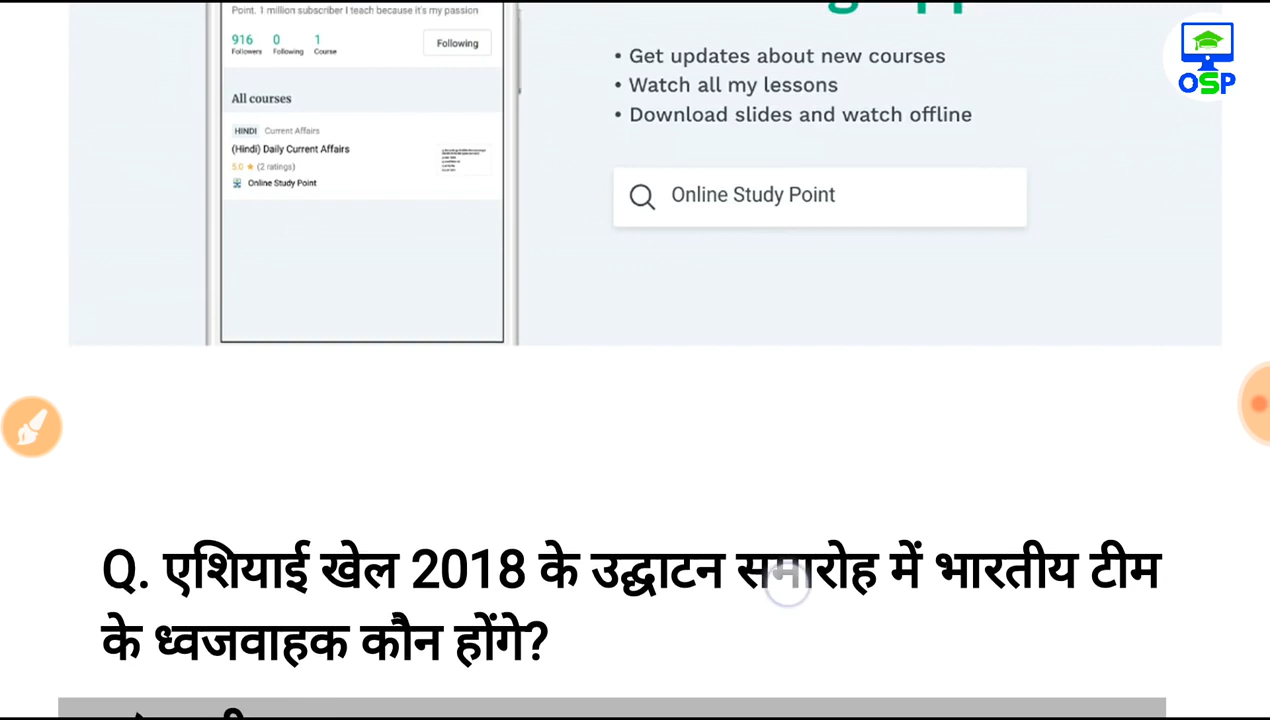 Point. 1 million subscriber I teach because it's my passion
916 0 1
Followers Following Course
Following
All courses
HINDI Current Affairs
(Hindi) Daily Current Affairs
5.0 ★ (2 ratings)
Online Study Point
• Get updates about new courses
• Watch all my lessons
• Download slides and watch offline
Online Study Point
OSP
Q. एशियाई खेल 2018 के उद्घाटन समारोह में भारतीय टीम
के ध्वजवाहक कौन होंगे?